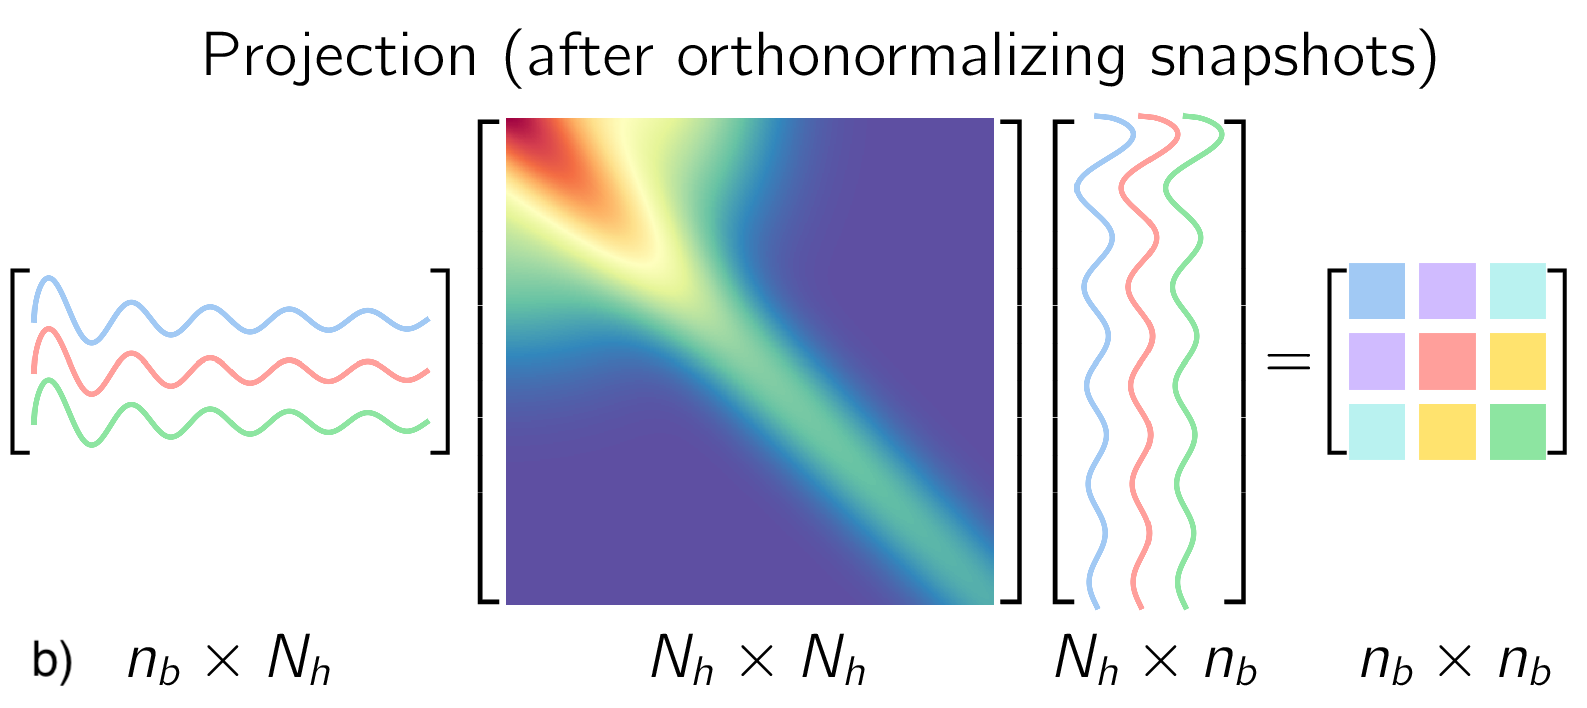 Projection (after orthonormalizing snapshots)
=
b) n_b × N_h N_h × N_h N_h × n_b n_b × n_b